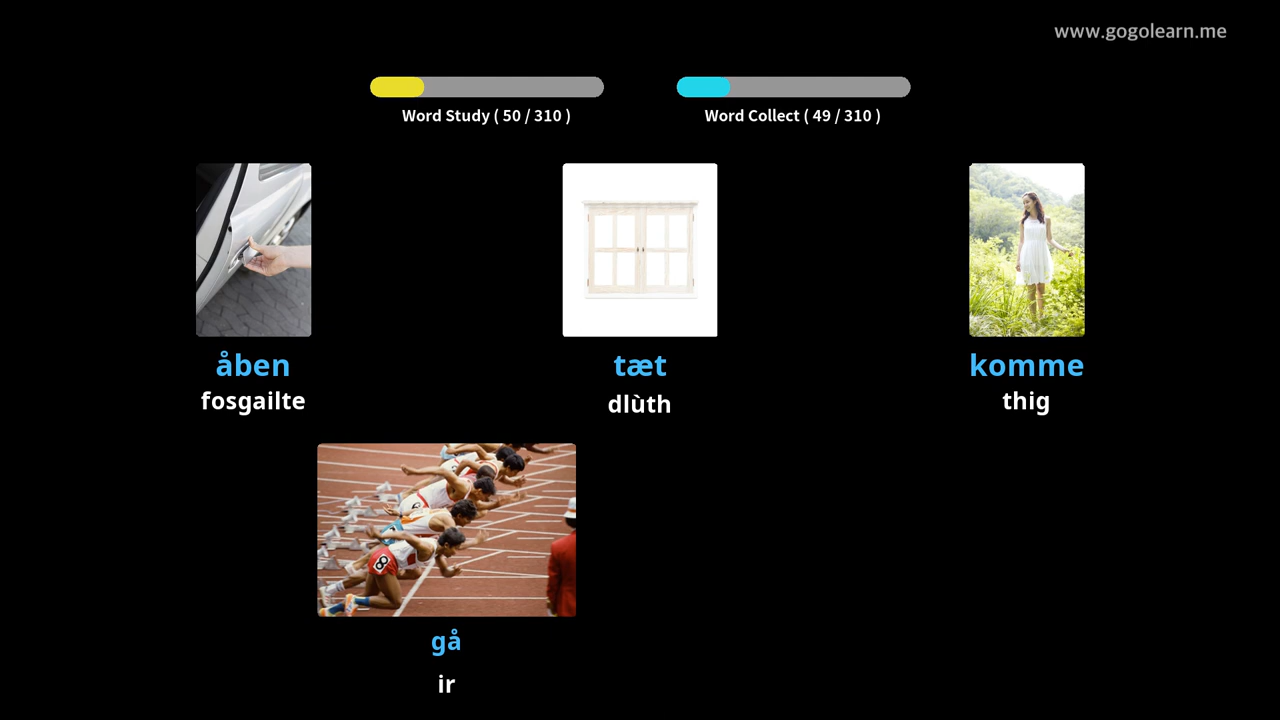 www.gogolearn.me
Word Study ( 50 / 310 )
Word Collect ( 49 / 310 )
åben
fosgailte
tæt
dlùth
komme
thig
8
gå
ir